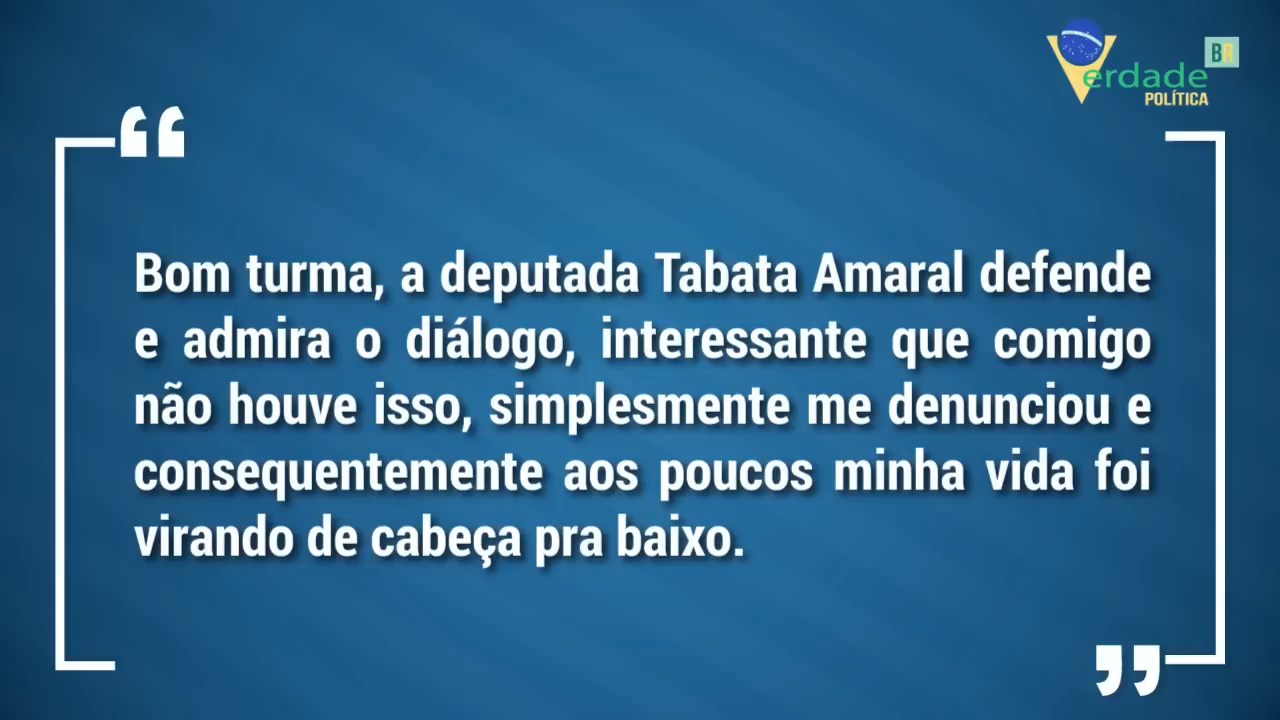 Verdade BR
POLÍTICA
“
Bom turma, a deputada Tabata Amaral defende
e admira o diálogo, interessante que comigo
não houve isso, simplesmente me denunciou e
consequentemente aos poucos minha vida foi
virando de cabeça pra baixo.
”